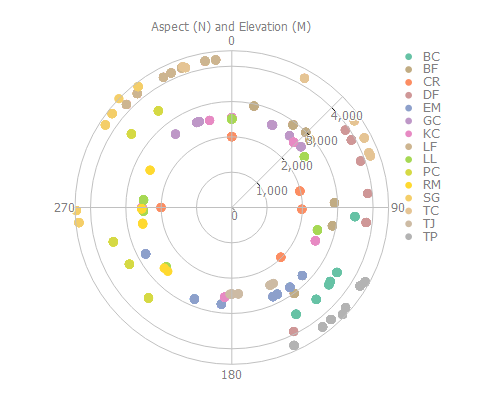 Aspect (N) and Elevation (M)
0
BC
BF
CR
DF
EM
GC
KC
LF
LL
PC
RM
SG
TC
TJ
TP
4,000
3,000
2,000
1,000
0
270
90
180